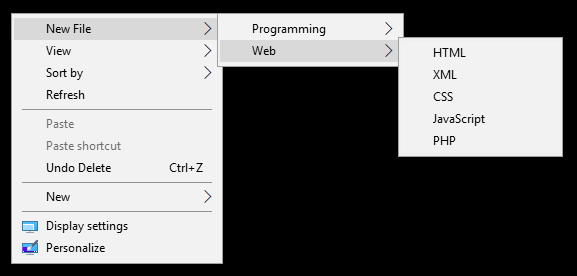 New File
View
Sort by
Refresh
Paste
Paste shortcut
Undo Delete Ctrl+Z
New
Display settings
Personalize
Programming
Web
HTML
XML
CSS
JavaScript
PHP